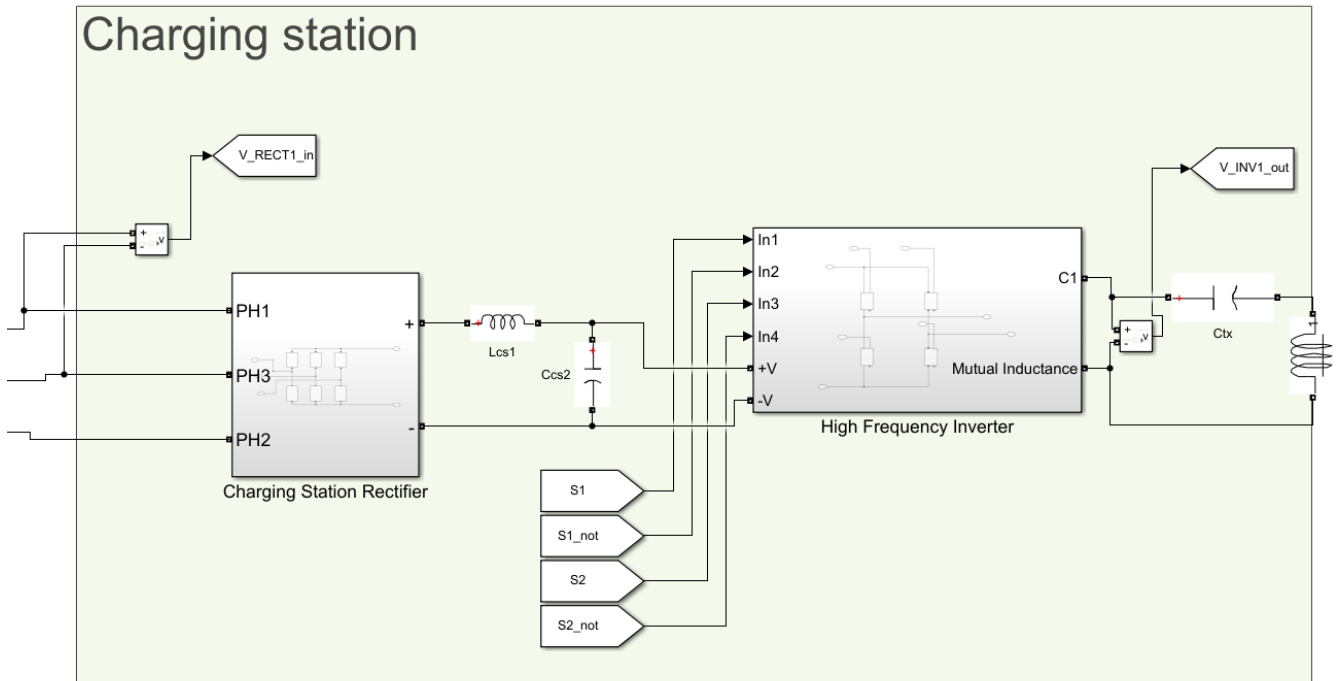 Charging station
V_RECT1_in
V_INV1_out
+
-
v
In1
In2
In3
In4
+V
-V
C1
Mutual Inductance
High Frequency Inverter
PH1
PH3
PH2
+
-
Charging Station Rectifier
+
Lcs1
+
Ccs2
+
-
v
+
Ctx
1
S1
S1_not
S2
S2_not